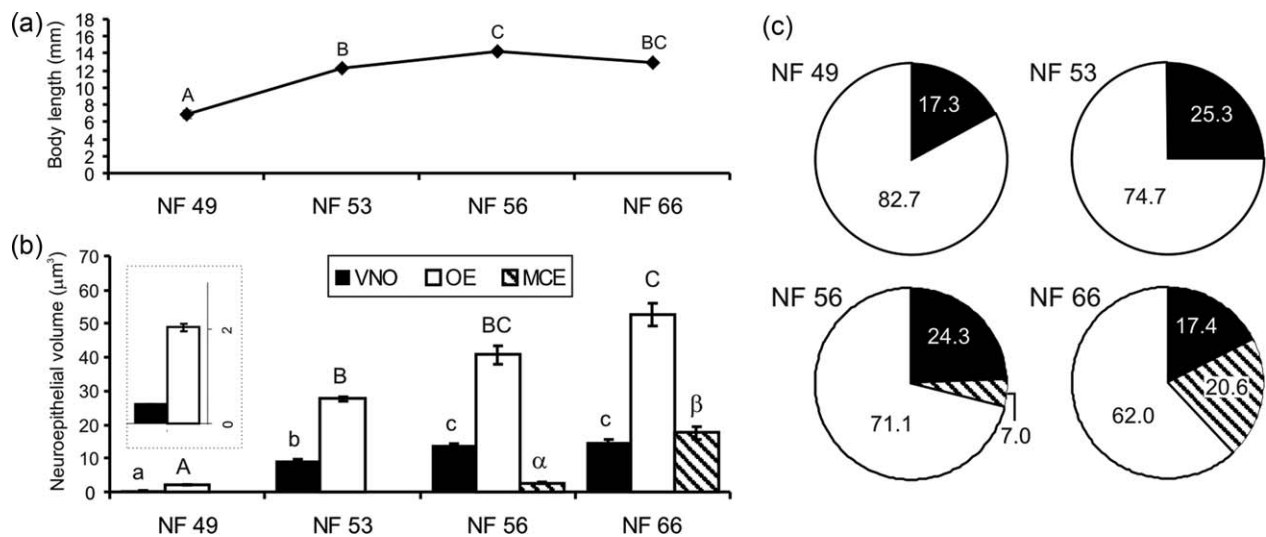 (a)
Body length (mm)
18
16
14
12
10
8
6
4
2
0
A
B
C
BC
NF 49
NF 53
NF 56
NF 66
(b)
Neuroepithelial volume (μm³)
70
60
50
40
30
20
10
0
2
0
VNO OE MCE
a
A
b
B
c
BC
α
c
C
β
NF 49
NF 53
NF 56
NF 66
(c)
NF 49
17.3
82.7
NF 53
25.3
74.7
NF 56
24.3
71.1
7.0
NF 66
17.4
20.6
62.0